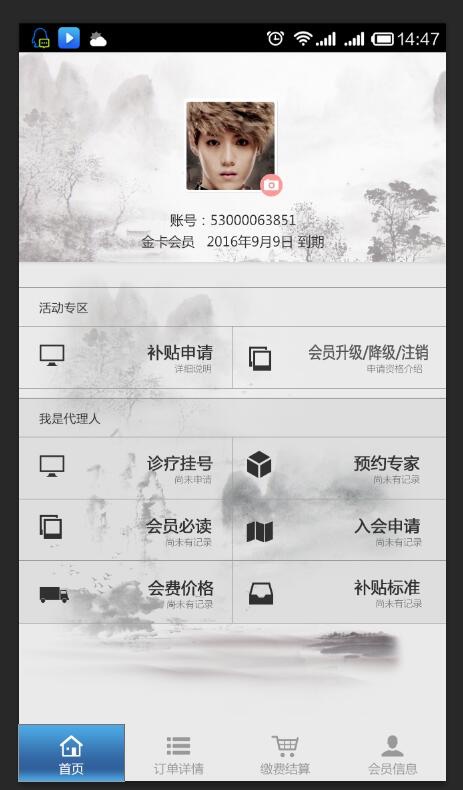 14:47
账号：53000063851
金卡会员 2016年9月9日 到期
活动专区
补贴申请
详细说明
会员升级/降级/注销
申请资格介绍
我是代理人
诊疗挂号
尚未申请
预约专家
尚未有记录
会员必读
尚未有记录
入会申请
尚未有记录
会费价格
尚未有记录
补贴标准
尚未有记录
首页
订单详情
缴费结算
会员信息